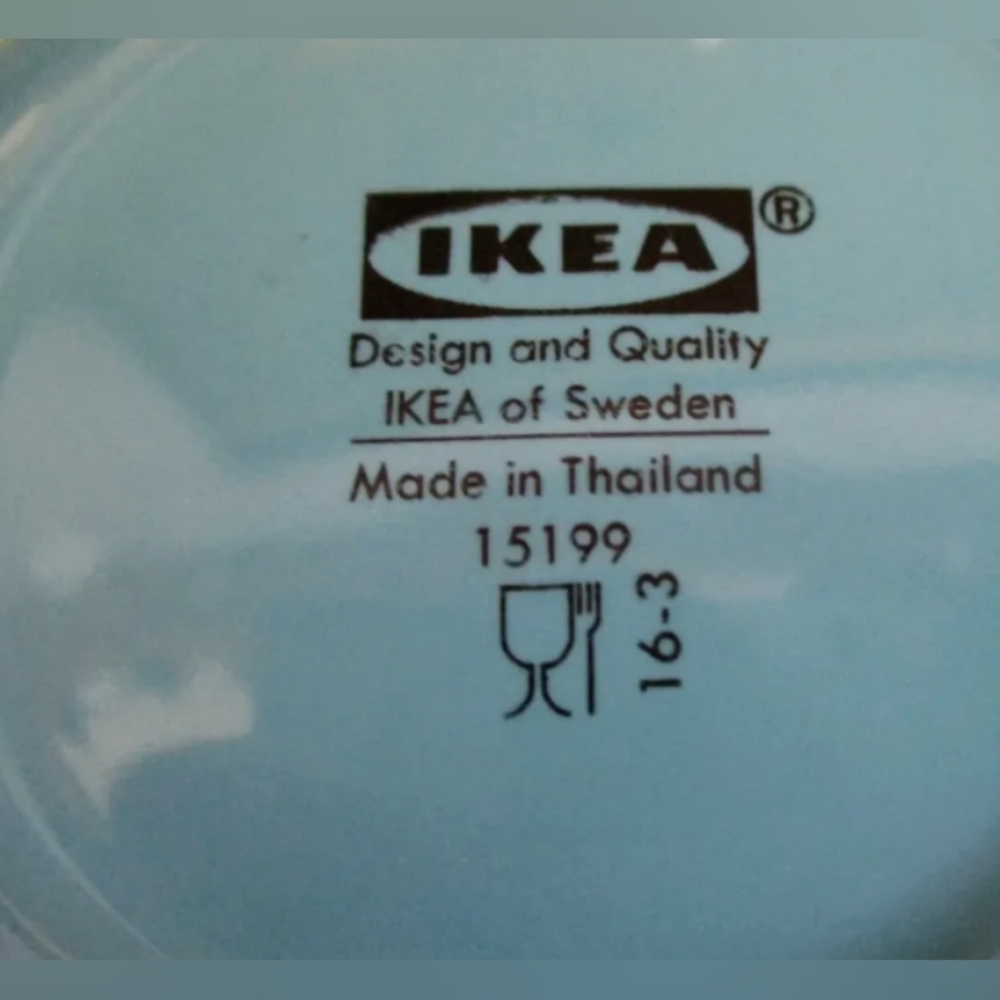 IKEA®
Design and Quality
IKEA of Sweden
Made in Thailand
15199
16-3